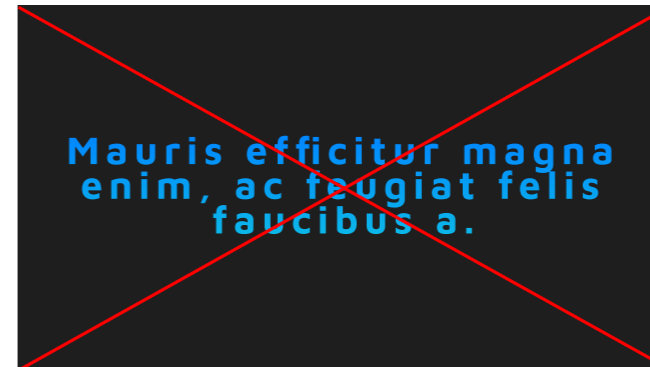 Mauris efficitur magna
enim, ac feugiat felis
faucibus a.